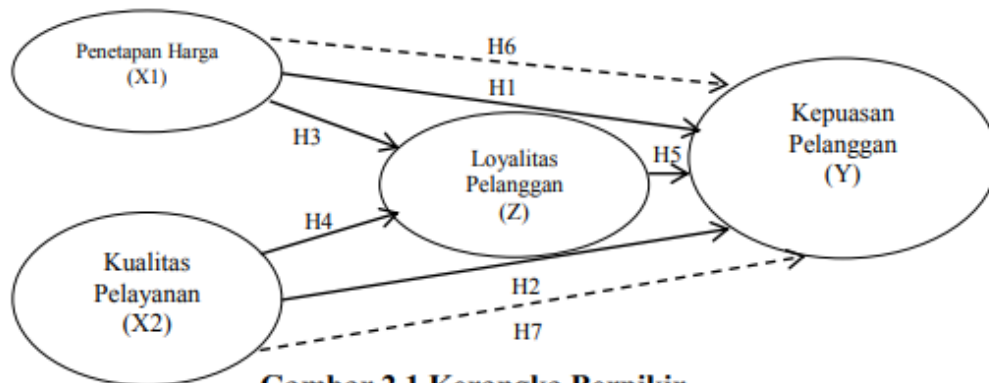 Penetapan Harga
(X1)
H6
H1
H3
Kepuasan
Pelanggan
(Y)
Loyalitas
Pelanggan
(Z)
H5
H4
Kualitas
Pelayanan
(X2)
H2
H7
Gambar 2.1 Kerangka Berpikir